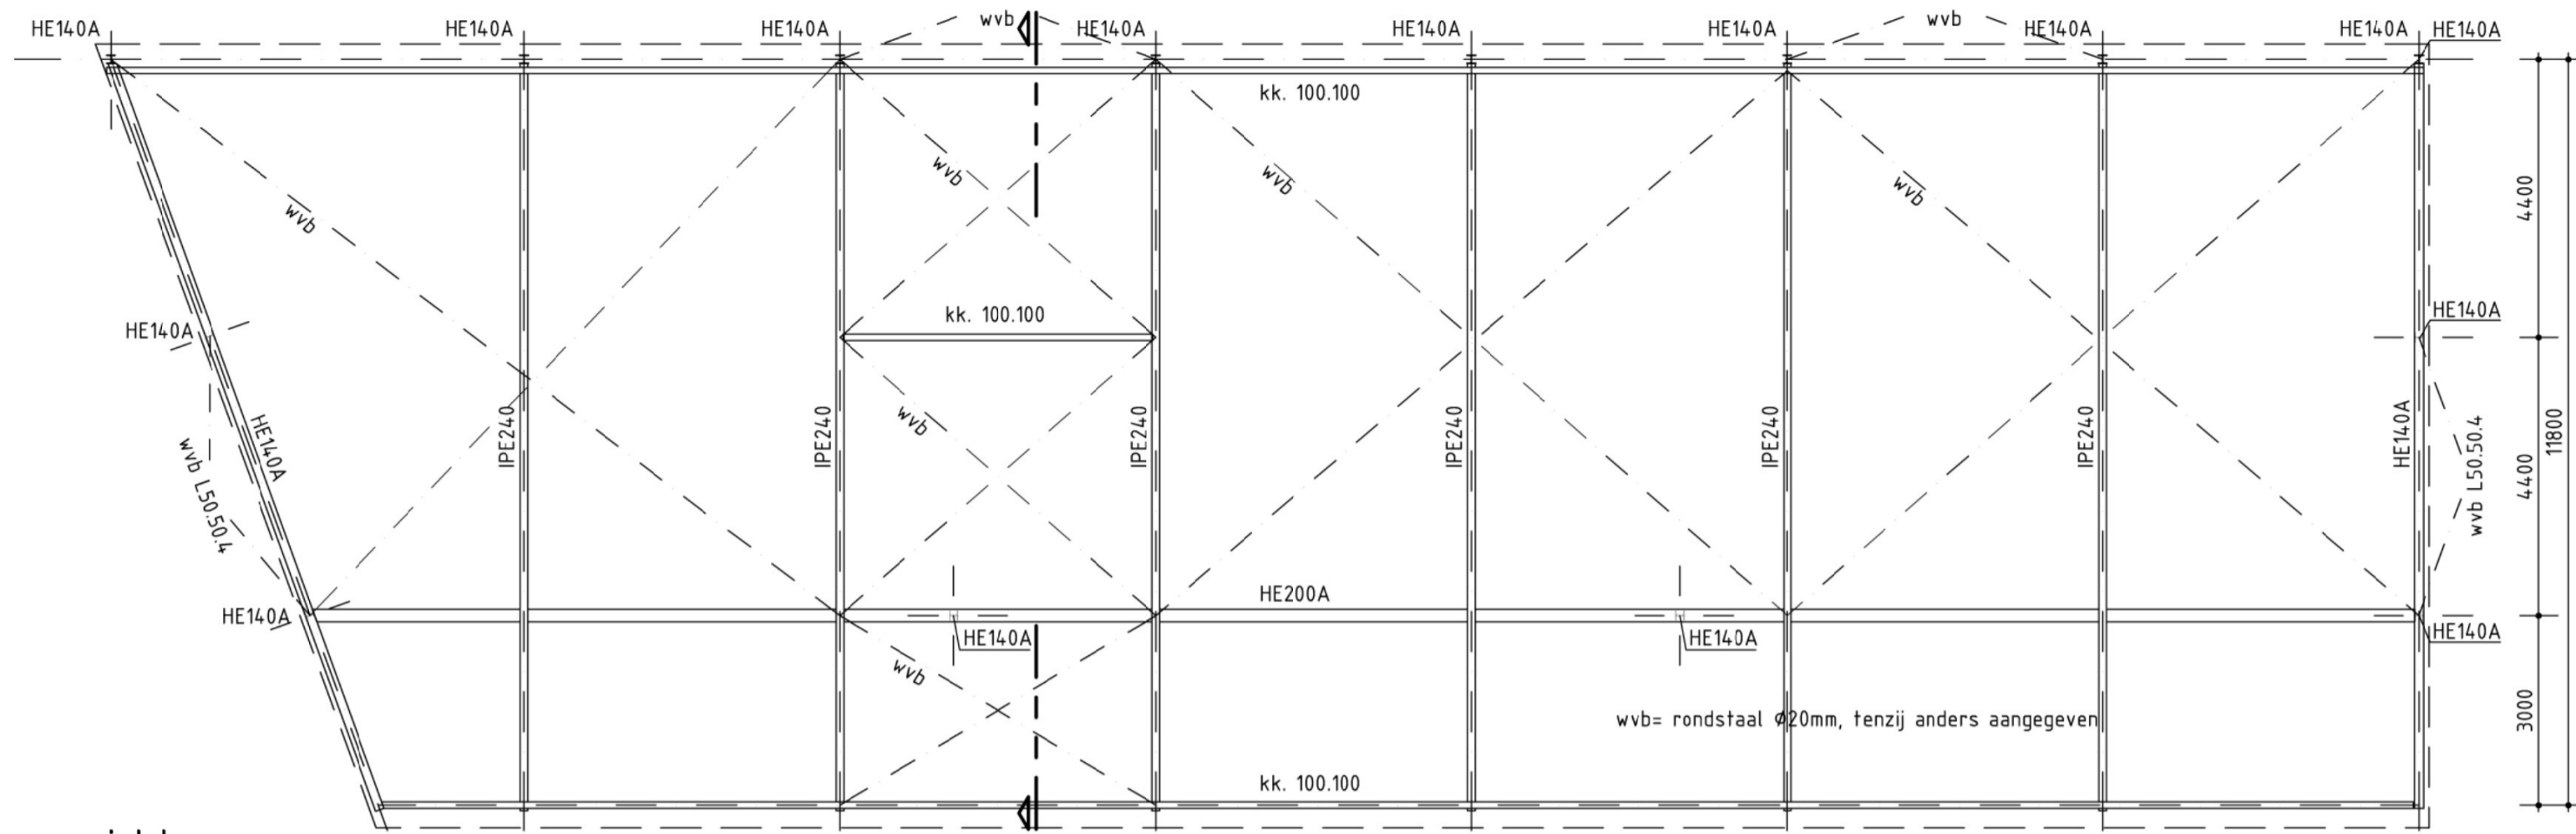 HE140A HE140A HE140A wvb HE140A HE140A HE140A wvb HE140A HE140A HE140A
kk. 100.100
wvb wvb wvb wvb
4400
HE140A kk. 100.100 HE140A
wvb
HE140A IPE240 IPE240 IPE240 IPE240 IPE240 IPE240 HE140A
wvb L50.50.4 wvb L50.50.4
4400 11800
HE200A
HE140A HE140A HE140A HE140A
wvb
wvb= rondstaal Ø20mm, tenzij anders aangegeven
3000
kk. 100.100